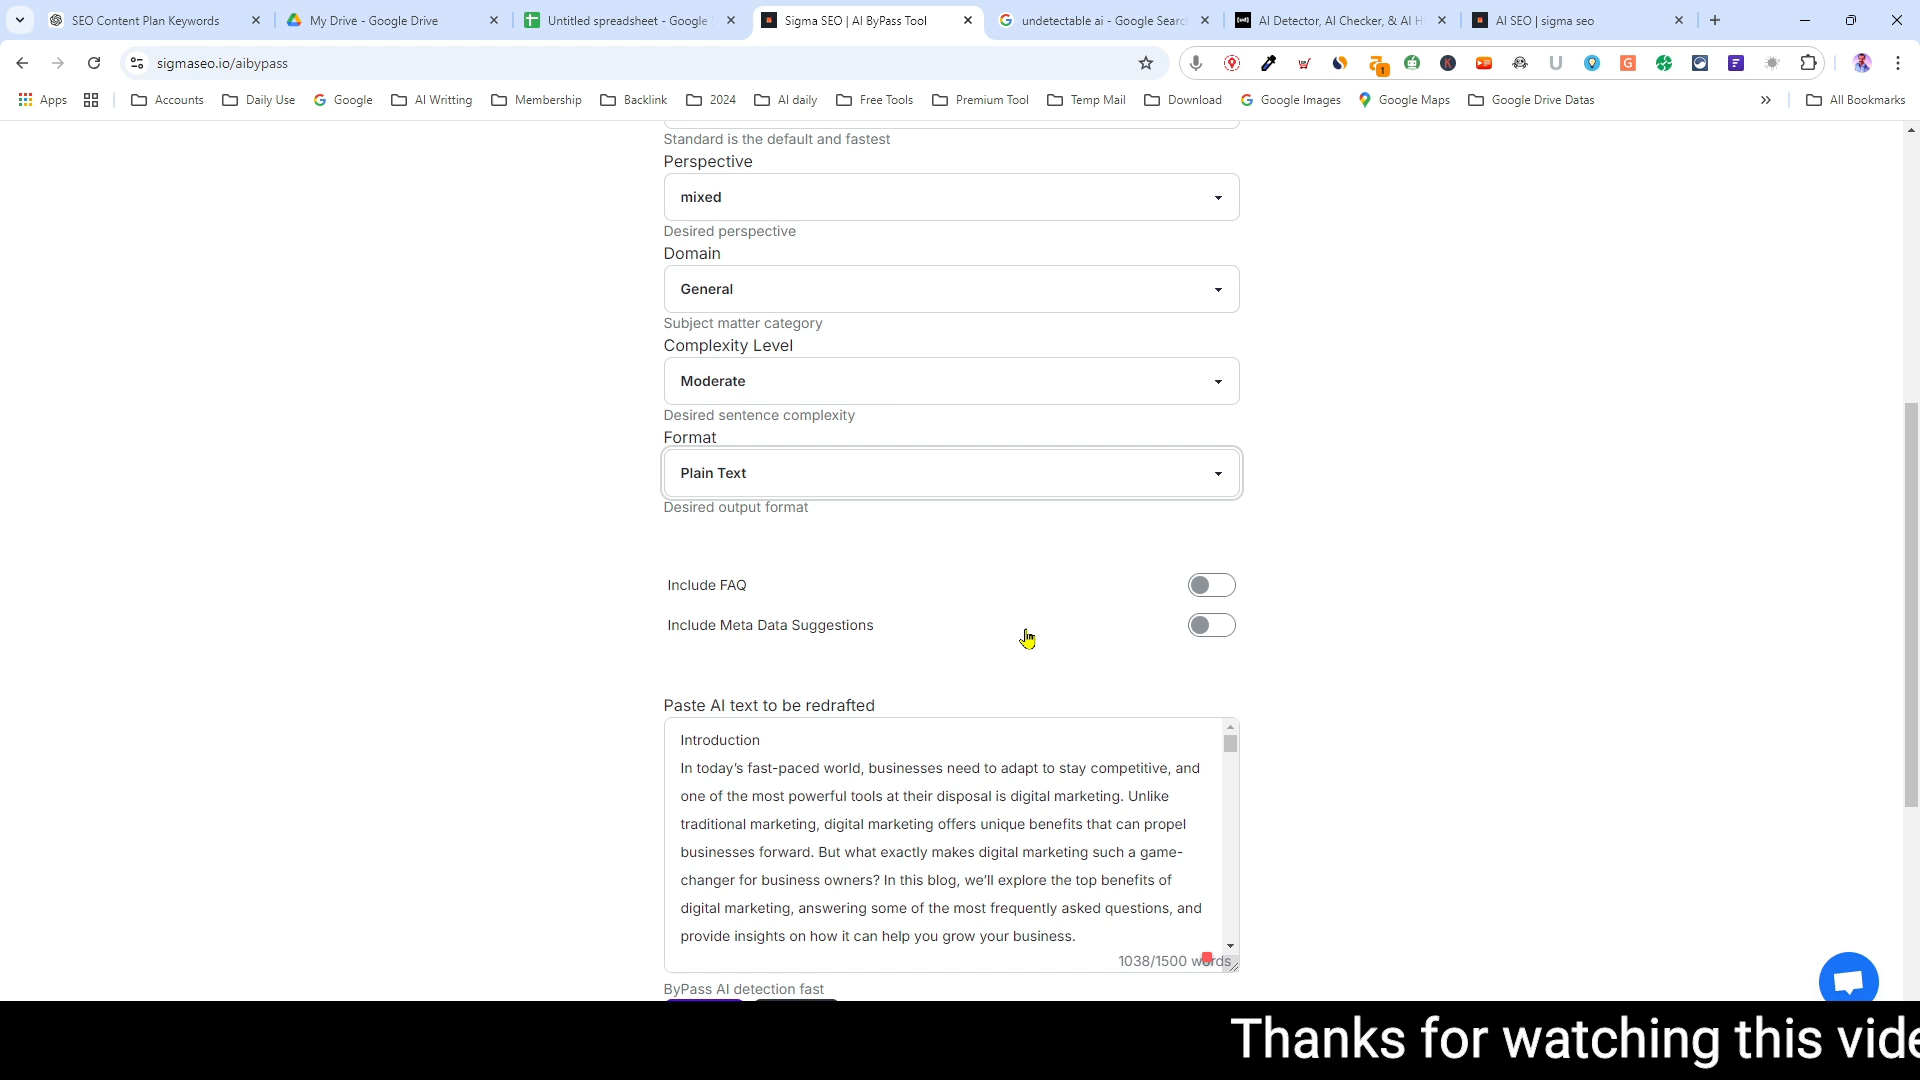 SEO Content Plan Keywords
My Drive - Google Drive
Untitled spreadsheet - Google
Sigma SEO | AI ByPass Tool
undetectable ai - Google Searc
AI Detector, AI Checker, & AI H
AI SEO | sigma seo
sigmaseo.io/aibypass
Apps
Accounts
Daily Use
Google
AI Writting
Membership
Backlink
2024
AI daily
Free Tools
Premium Tool
Temp Mail
Download
Google Images
Google Maps
Google Drive Datas
All Bookmarks
Standard is the default and fastest
Perspective
mixed
Desired perspective
Domain
General
Subject matter category
Complexity Level
Moderate
Desired sentence complexity
Format
Plain Text
Desired output format
Include FAQ
Include Meta Data Suggestions
Paste AI text to be redrafted
Introduction
In today's fast-paced world, businesses need to adapt to stay competitive, and
one of the most powerful tools at their disposal is digital marketing. Unlike
traditional marketing, digital marketing offers unique benefits that can propel
businesses forward. But what exactly makes digital marketing such a game-
changer for business owners? In this blog, we'll explore the top benefits of
digital marketing, answering some of the most frequently asked questions, and
provide insights on how it can help you grow your business.
1038/1500 words
ByPass AI detection fast
Thanks for watching this vide